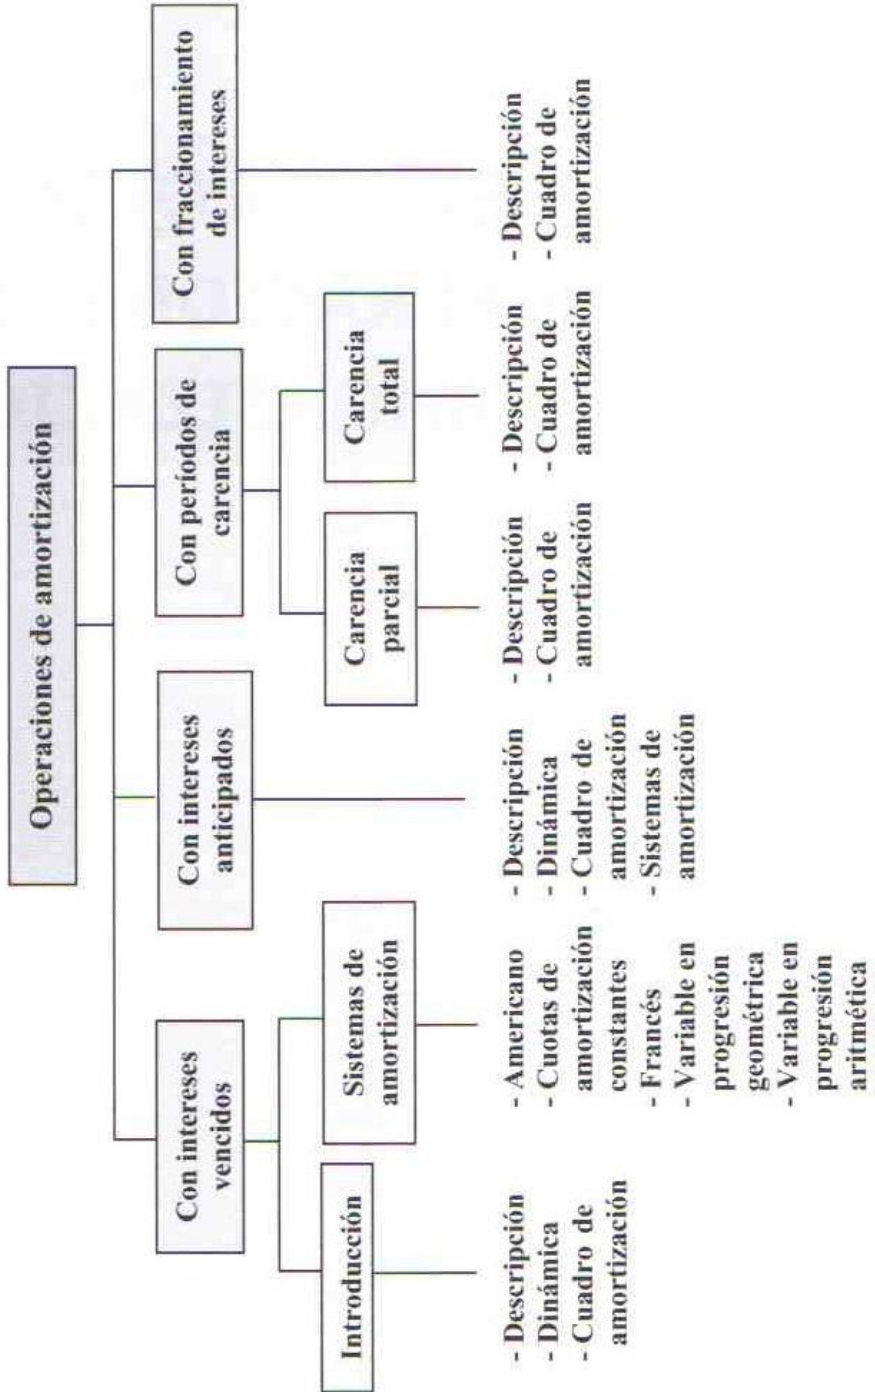 Operaciones de amortización
Con intereses
vencidos
Con intereses
anticipados
Con períodos de
carencia
Con fraccionamiento
de intereses
Introducción
Sistemas de
amortización
Carencia
parcial
Carencia
total
- Descripción
- Dinámica
- Cuadro de
amortización
- Americano
- Cuotas de
amortización
constantes
- Francés
- Variable en
progresión
geométrica
- Variable en
progresión
aritmética
- Descripción
- Dinámica
- Cuadro de
amortización
- Sistemas de
amortización
- Descripción
- Cuadro de
amortización
- Descripción
- Cuadro de
amortización
- Descripción
- Cuadro de
amortización